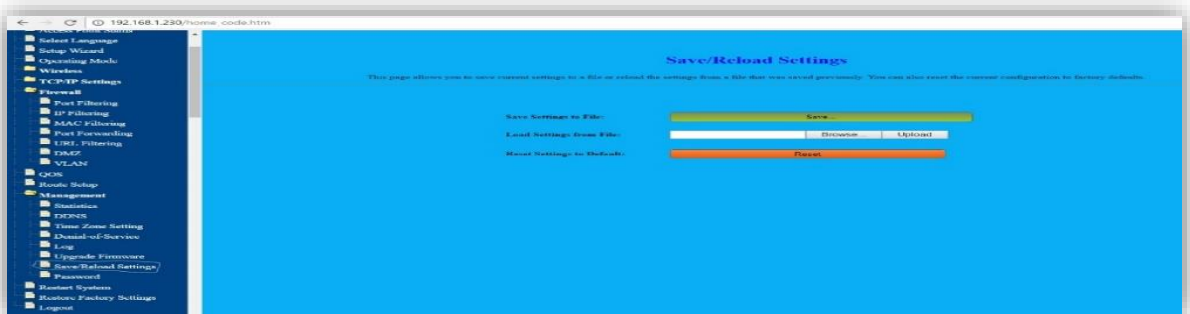 192.168.1.230/home_code.htm
Access Point Status
Select Language
Setup Wizard
Operating Mode
Wireless
TCP/IP Settings
Firewall
Port Filtering
IP Filtering
MAC Filtering
Port Forwarding
URL Filtering
DMZ
VLAN
QOS
Route Setup
Management
Statistics
DDNS
Time Zone Setting
Denial-of-Service
Log
Upgrade Firmware
Save/Reload Settings
Password
Restart System
Restore Factory Settings
Logout
Save/Reload Settings
This page allows you to save current settings to a file or reload the settings from a file that was saved previously. You can also reset the current configuration to factory defaults.
Save Settings to File: Save...
Load Settings from File: Browse... Upload
Reset Settings to Default: Reset